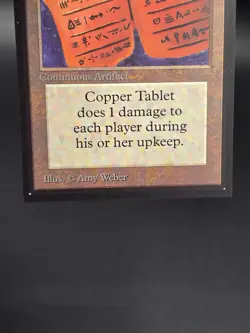 Continuous Artifact
Copper Tablet
does 1 damage to
each player during
his or her upkeep.
Illus. © Amy Weber